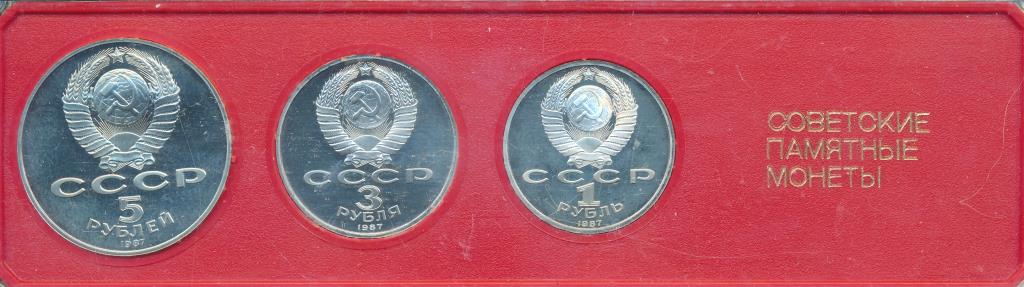 СССР
5
РУБЛЕЙ
1987
СССР
3
РУБЛЯ
1987
СССР
1
РУБЛЬ
1987
СОВЕТСКИЕ
ПАМЯТНЫЕ
МОНЕТЫ